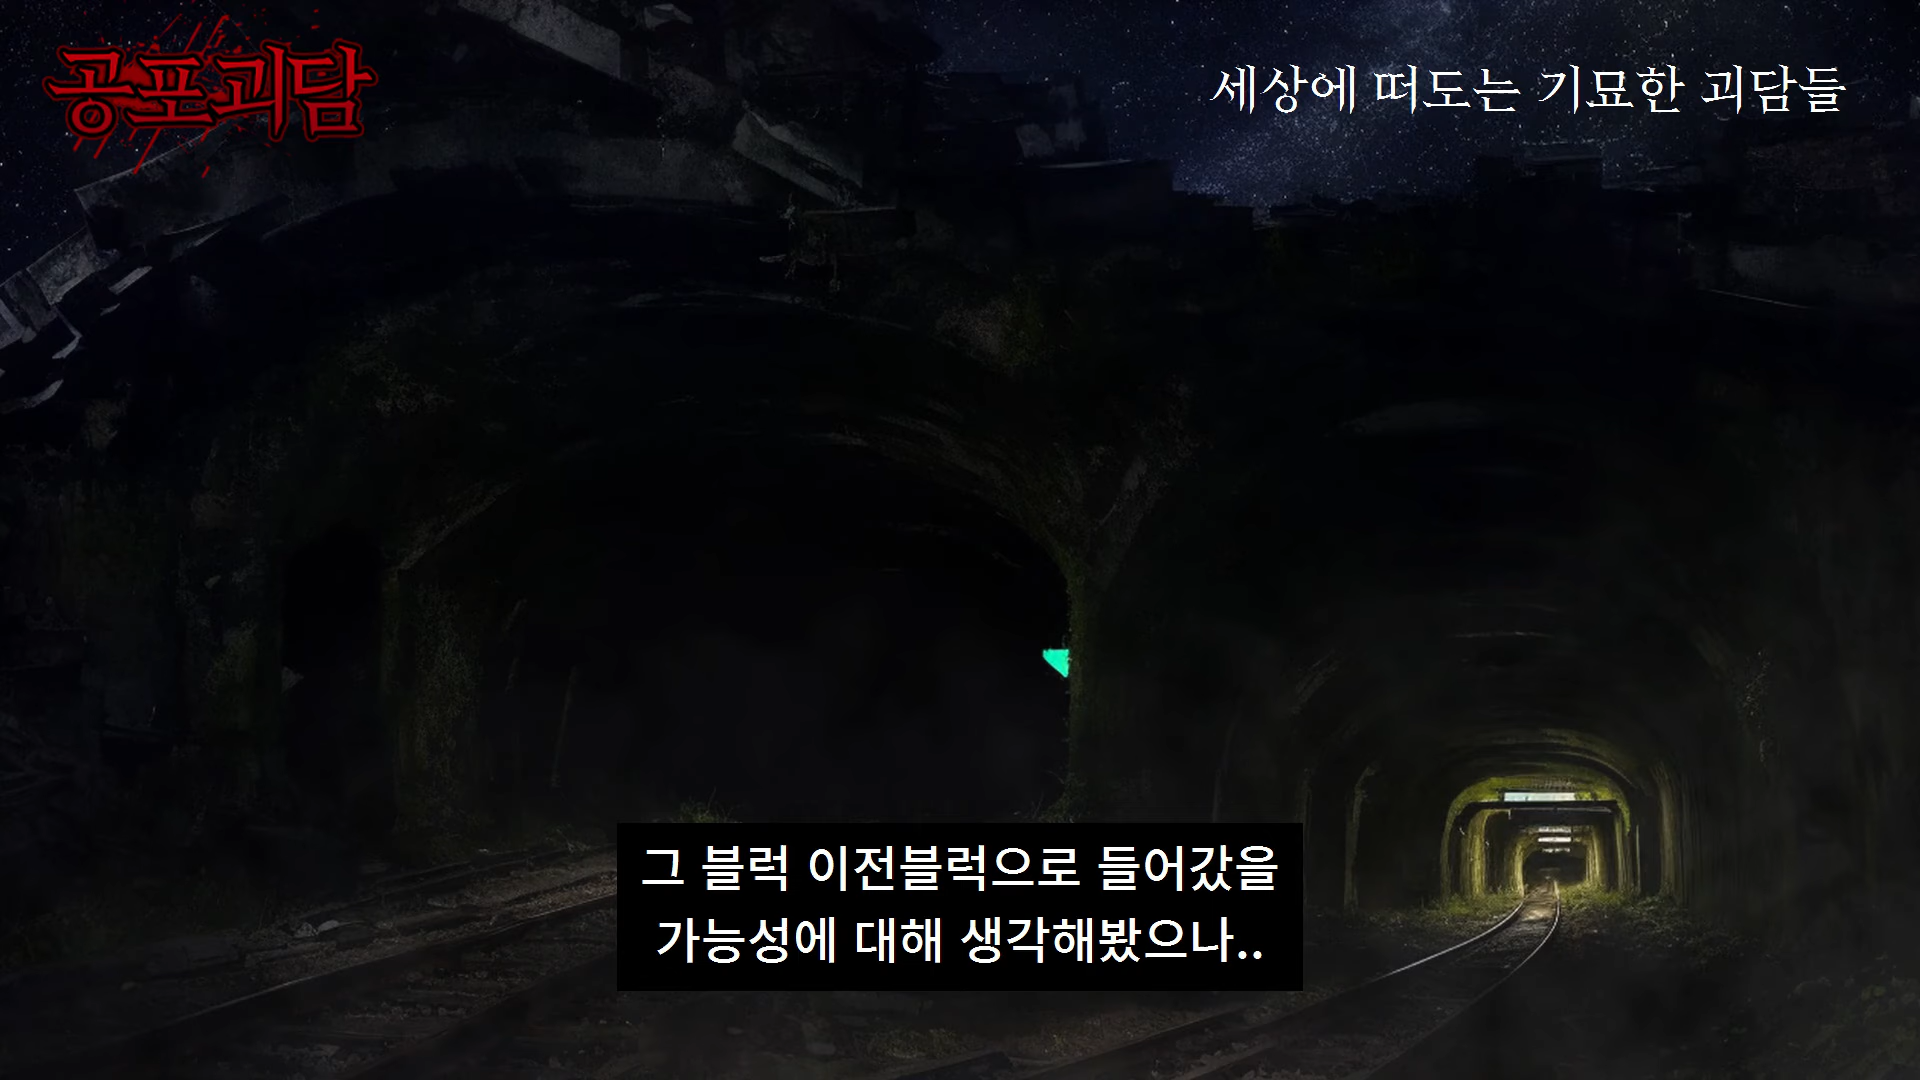 공포괴담
세상에 떠도는 기묘한 괴담들
그 블럭 이전블럭으로 들어갔을
가능성에 대해 생각해봤으나..